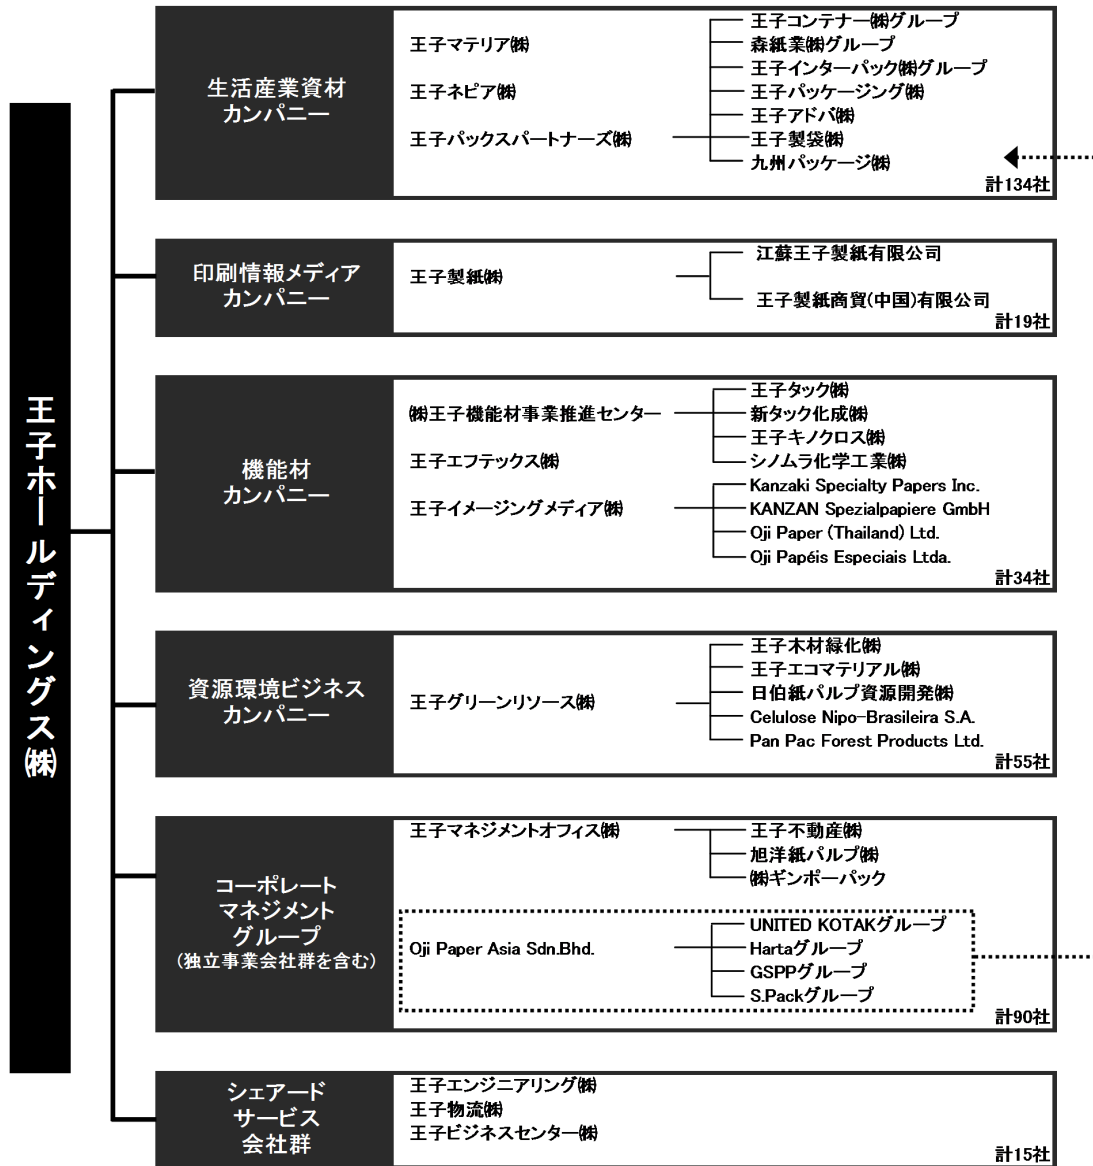 王子ホールディングス㈱
生活産業資材
カンパニー
王子マテリア㈱
王子ネピア㈱
王子パックスパートナーズ㈱
王子コンテナー㈱グループ
森紙業㈱グループ
王子インターパック㈱グループ
王子パッケージング㈱
王子アドバ㈱
王子製袋㈱
九州パッケージ㈱
計134社
印刷情報メディア
カンパニー
王子製紙㈱
江蘇王子製紙有限公司
王子製紙商貿(中国)有限公司
計19社
機能材
カンパニー
㈱王子機能材事業推進センター
王子エフテックス㈱
王子イメージングメディア㈱
王子タック㈱
新タック化成㈱
王子キノクロス㈱
シノムラ化学工業㈱
Kanzaki Specialty Papers Inc.
KANZAN Spezialpapiere GmbH
Oji Paper (Thailand) Ltd.
Oji Papéis Especiais Ltda.
計34社
資源環境ビジネス
カンパニー
王子グリーンリソース㈱
王子木材緑化㈱
王子エコマテリアル㈱
日伯紙パルプ資源開発㈱
Celulose Nipo-Brasileira S.A.
Pan Pac Forest Products Ltd.
計55社
コーポレート
マネジメント
グループ
(独立事業会社群を含む)
王子マネジメントオフィス㈱
王子不動産㈱
旭洋紙パルプ㈱
㈱ギンポーパック
Oji Paper Asia Sdn.Bhd.
UNITED KOTAKグループ
Hartaグループ
GSPPグループ
S.Packグループ
計90社
シェアード
サービス
会社群
王子エンジニアリング㈱
王子物流㈱
王子ビジネスセンター㈱
計15社